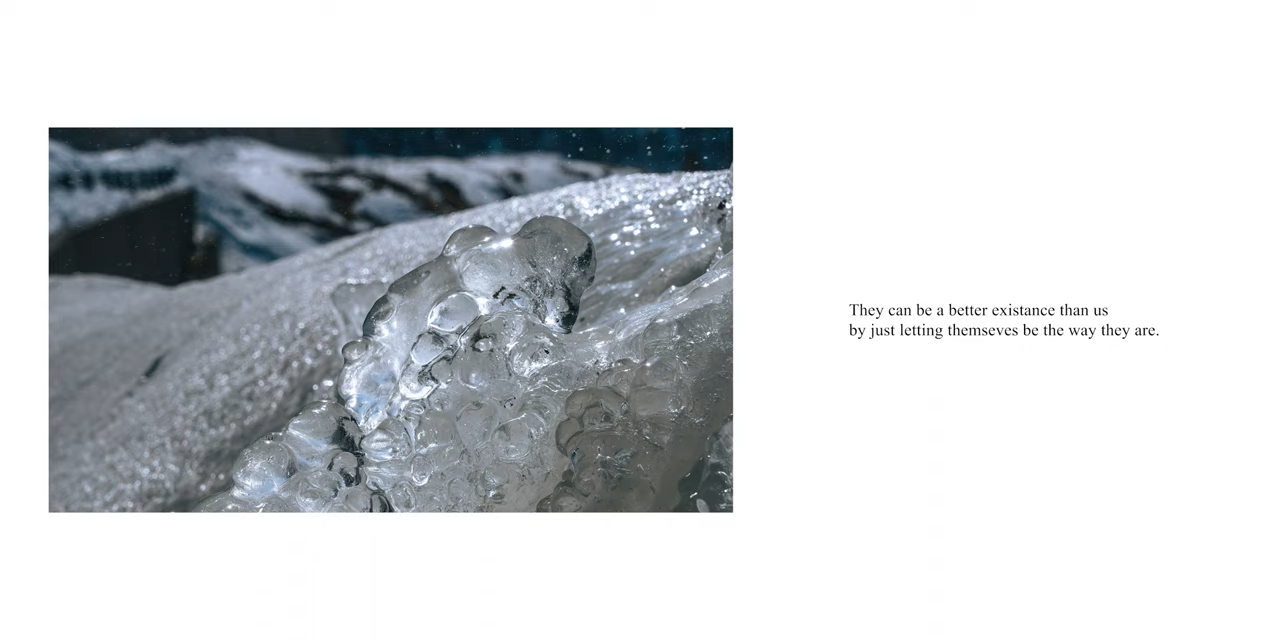 They can be a better existance than us
by just letting themseves be the way they are.